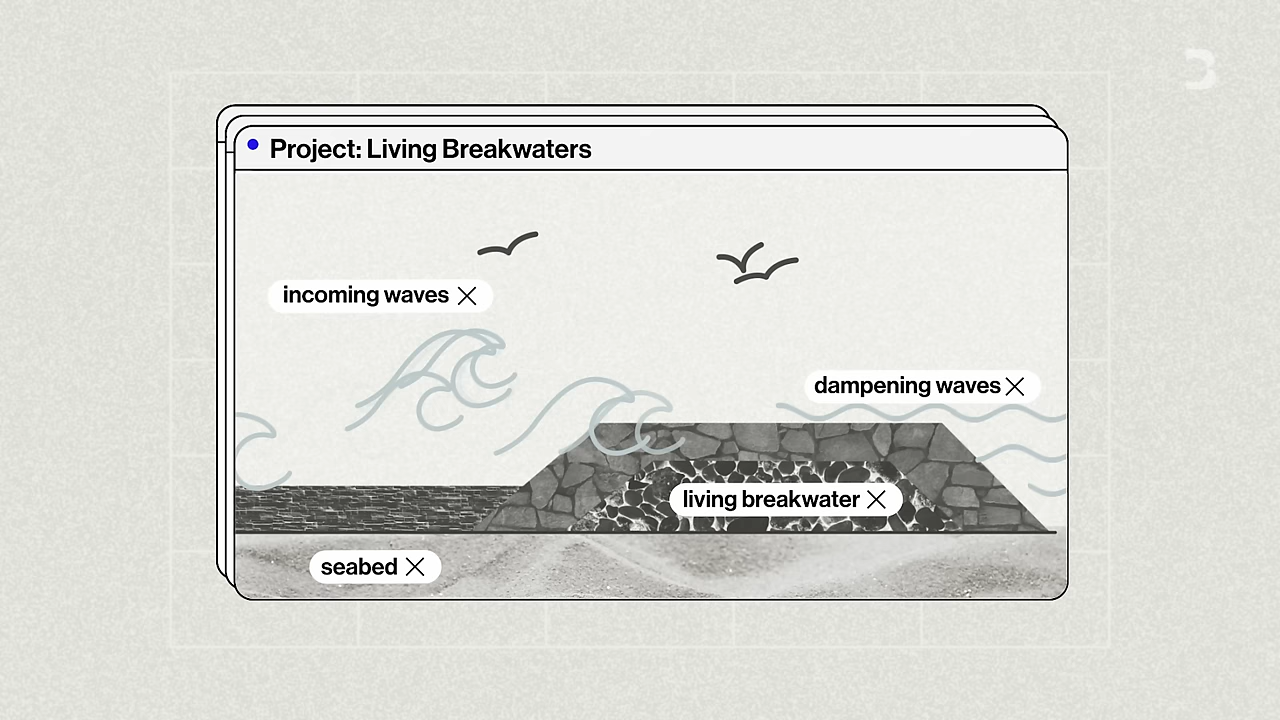 Project: Living Breakwaters
incoming waves
dampening waves
living breakwater
seabed